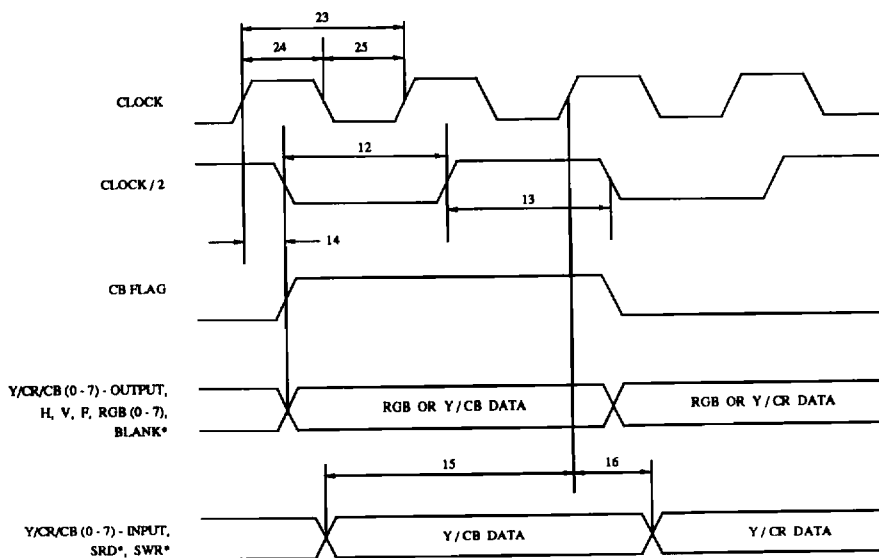 23
24
25
CLOCK
12
CLOCK / 2
13
14
CB FLAG
Y/CR/CB (0 - 7) - OUTPUT,
H, V, F, RGB (0 - 7),
BLANK*
RGB OR Y / CB DATA
RGB OR Y / CR DATA
15
16
Y/CR/CB (0 - 7) - INPUT,
SRD*, SWR*
Y / CB DATA
Y / CR DATA